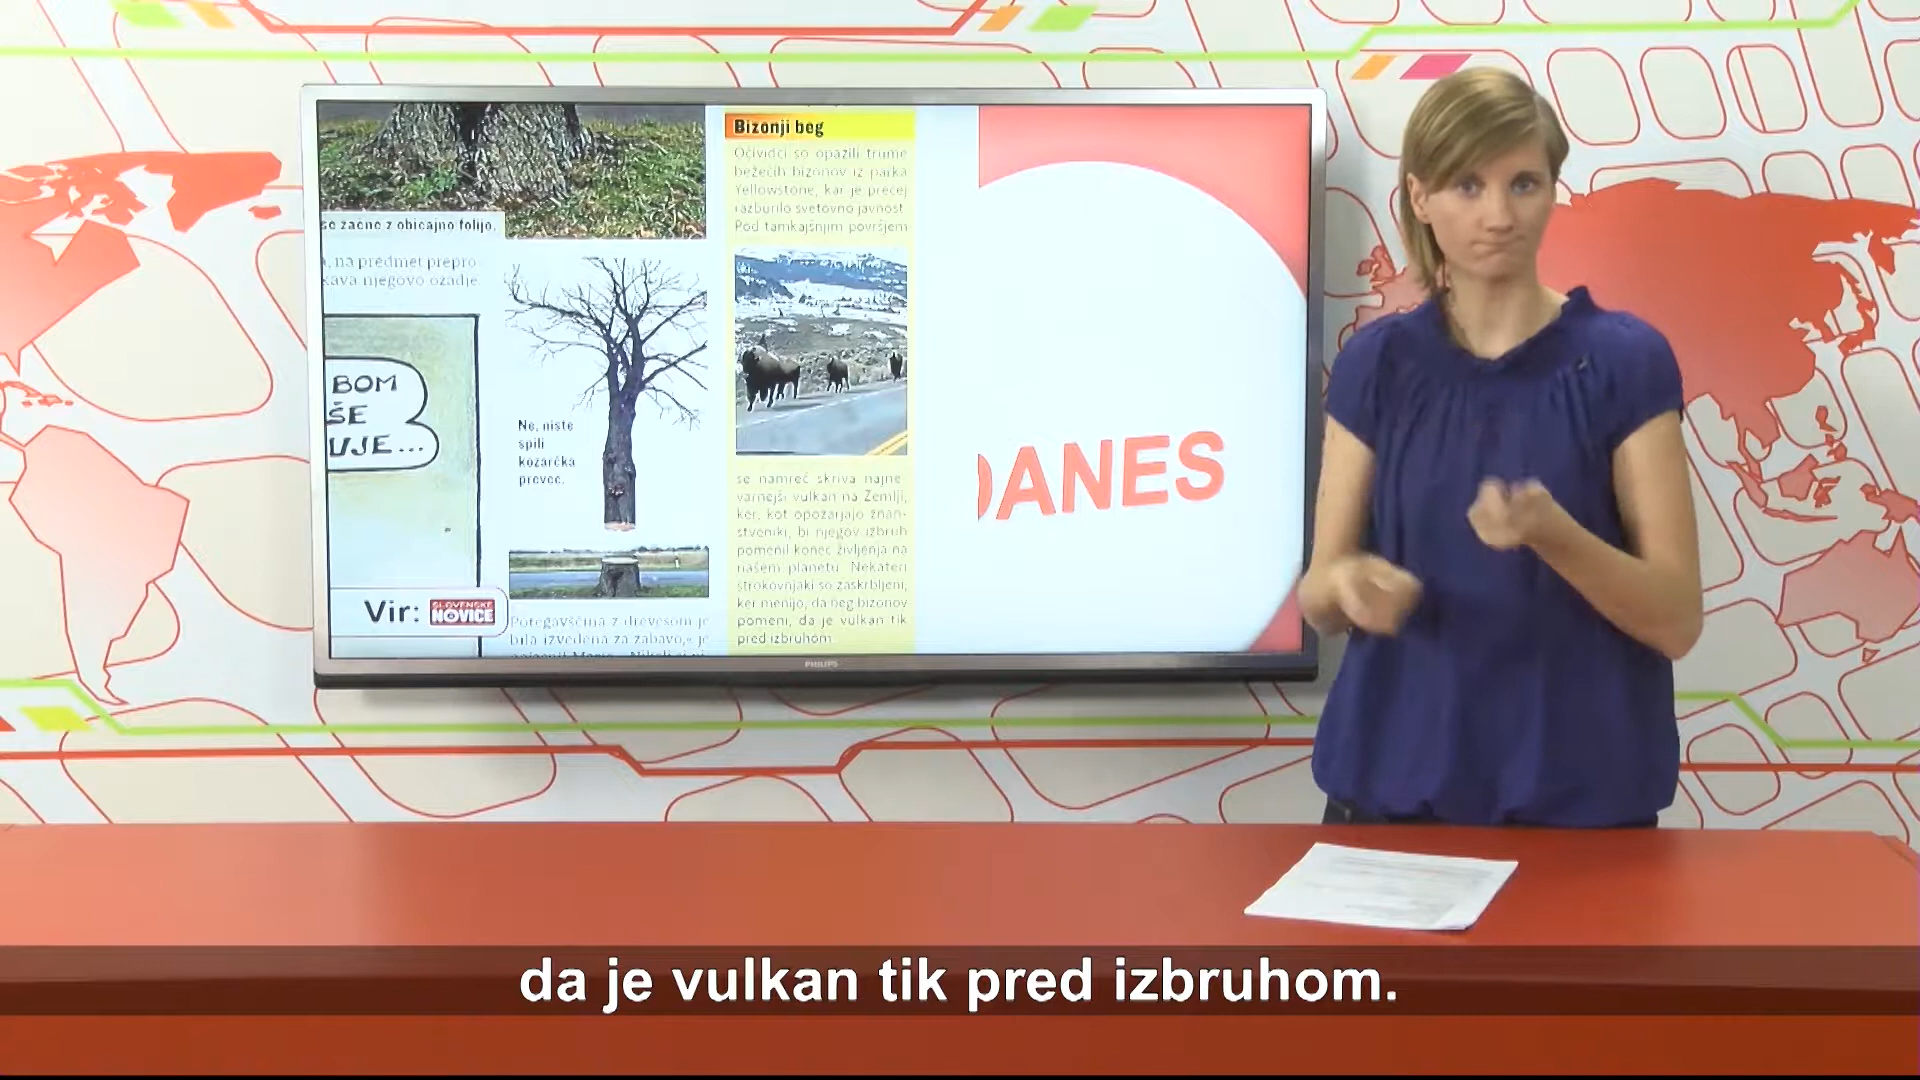 se začne z običajno folijo.
na predmet prepro-
njegovo ozadje.
BOM
ŠE
UJE...
Vir: SLOVENSKE NOVICE
Ne, niste
spili
kozarčka
preveč.
Potegavščina z drevesom je
bila izvedena za zabavo,« je
Bizonji beg
Očividci so opazili trume
bežečih bizonov iz parka
Yellowstone, kar je precej
razburilo svetovno javnost.
Pod tamkajšnjim površjem
se namreč skriva najne-
varnejši vulkan na Zemlji,
ker, kot opozarjajo znan-
stveniki, bi njegov izbruh
pomenil konec življenja na
našem planetu. Nekateri
strokovnjaki so zaskrbljeni,
ker menijo, da beg bizonov
pomeni, da je vulkan tik
pred izbruhom.
DANES
PHILIPS
da je vulkan tik pred izbruhom.